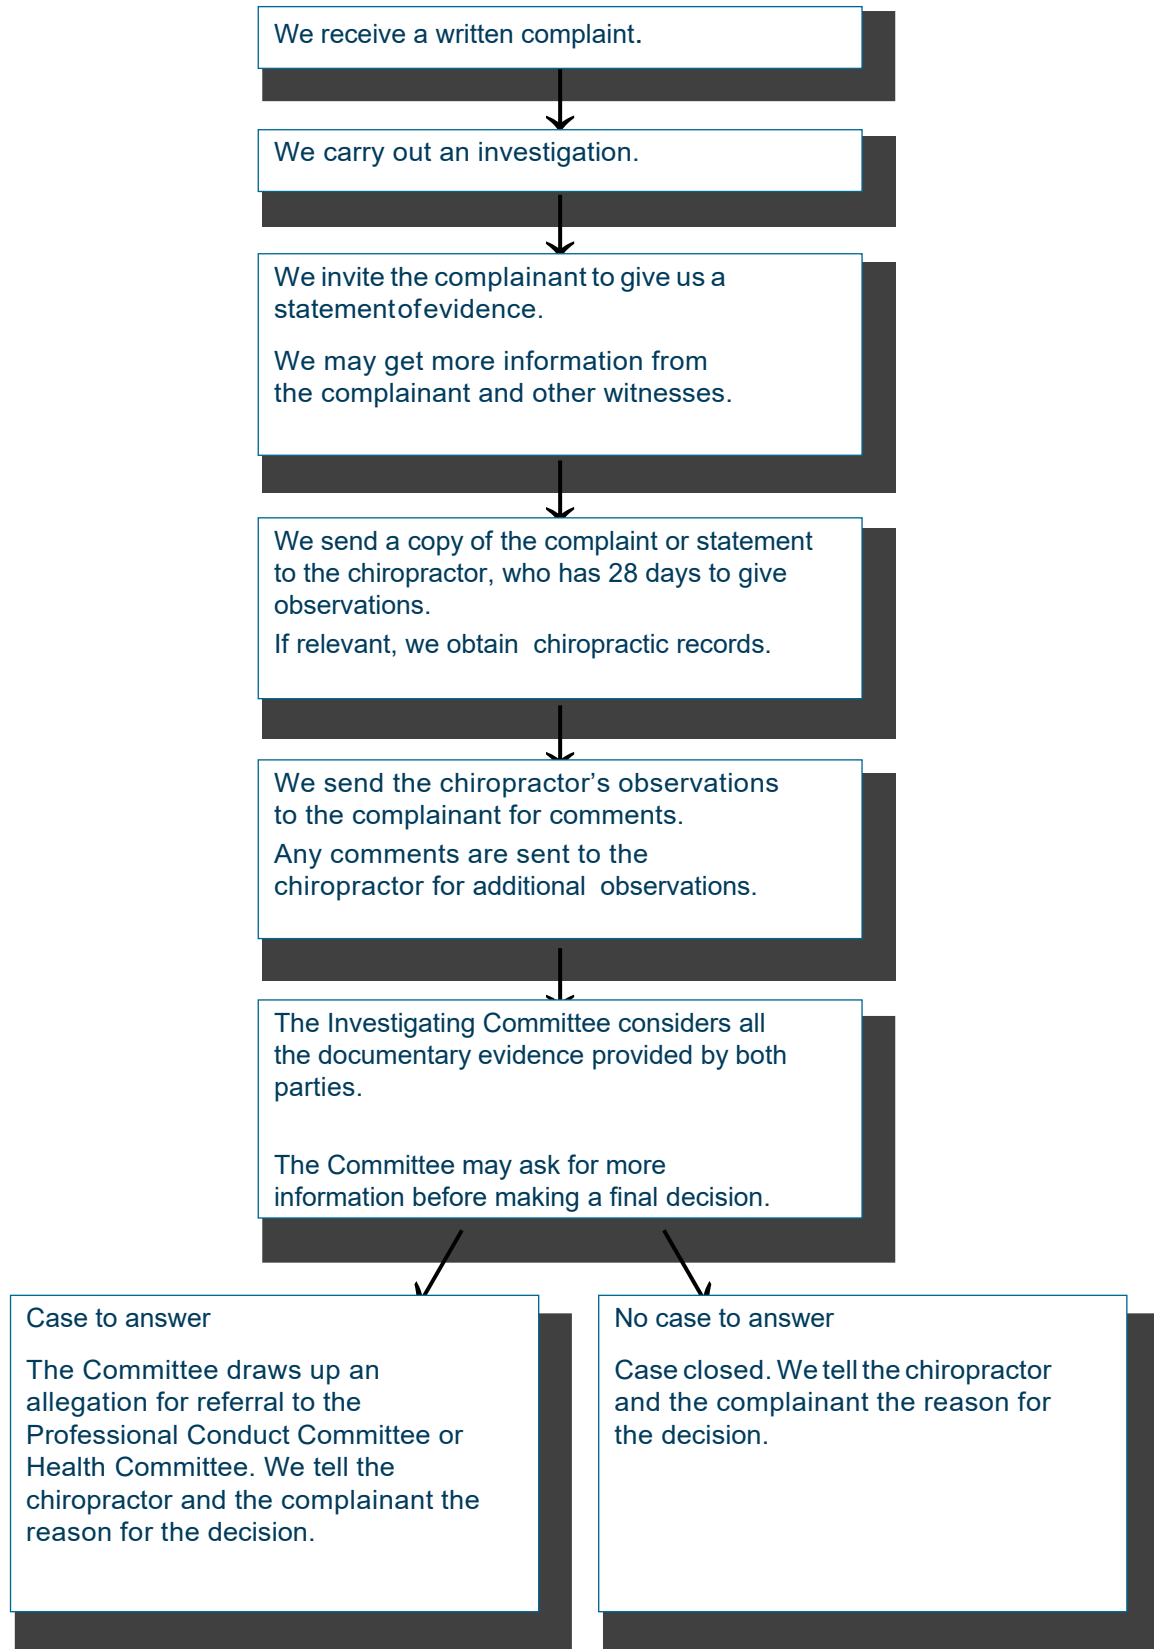 We receive a written complaint.
We carry out an investigation.
We invite the complainant to give us a
statement of evidence.
We may get more information from
the complainant and other witnesses.
We send a copy of the complaint or statement
to the chiropractor, who has 28 days to give
observations.
If relevant, we obtain chiropractic records.
We send the chiropractor’s observations
to the complainant for comments.
Any comments are sent to the
chiropractor for additional observations.
The Investigating Committee considers all
the documentary evidence provided by both
parties.
The Committee may ask for more
information before making a final decision.
Case to answer
The Committee draws up an
allegation for referral to the
Professional Conduct Committee or
Health Committee. We tell the
chiropractor and the complainant the
reason for the decision.
No case to answer
Case closed. We tell the chiropractor
and the complainant the reason for
the decision.